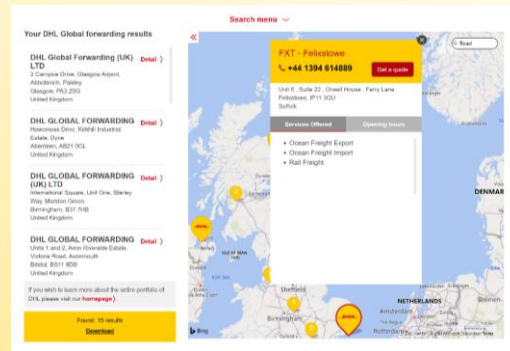 Search menu
Your DHL Global forwarding results
DHL Global Forwarding (UK) LTD Detail
2 Campsie Drive, Glasgow Airport,
Abbotsinch, Paisley
Glasgow, PA3 2SG
United Kingdom
DHL GLOBAL FORWARDING Detail
Howemoss Drive, Kirkhill Industrial
Estate, Dyce
Aberdeen, AB21 0GL
United Kingdom
DHL GLOBAL FORWARDING (UK) LTD Detail
International Square, Unit One, Starley
Way, Marston Green
Birmingham, B37 7HB
United Kingdom
DHL GLOBAL FORWARDING Detail
Units 1 and 2, Avon Riverside Estate,
Victoria Road, Avonmouth
Bristol, BS11 9DB
United Kingdom
If you wish to learn more about the entire portfolio of
DHL please visit our homepage
Found: 15 results
Download
FXT - Felixstowe
+44 1394 614889
Get a quote
Unit 6 , Suite 22 , Orwell House , Ferry Lane
Felixstowe, IP11 3QU
Suffolk
Services Offered Opening hours
• Ocean Freight Export
• Ocean Freight Import
• Rail Freight
Road
DENMAR
ISLE OF MAN
Sheffield
Birmingham
NETHERLANDS
Amsterdam
Rotterdam
Bremen
Bing